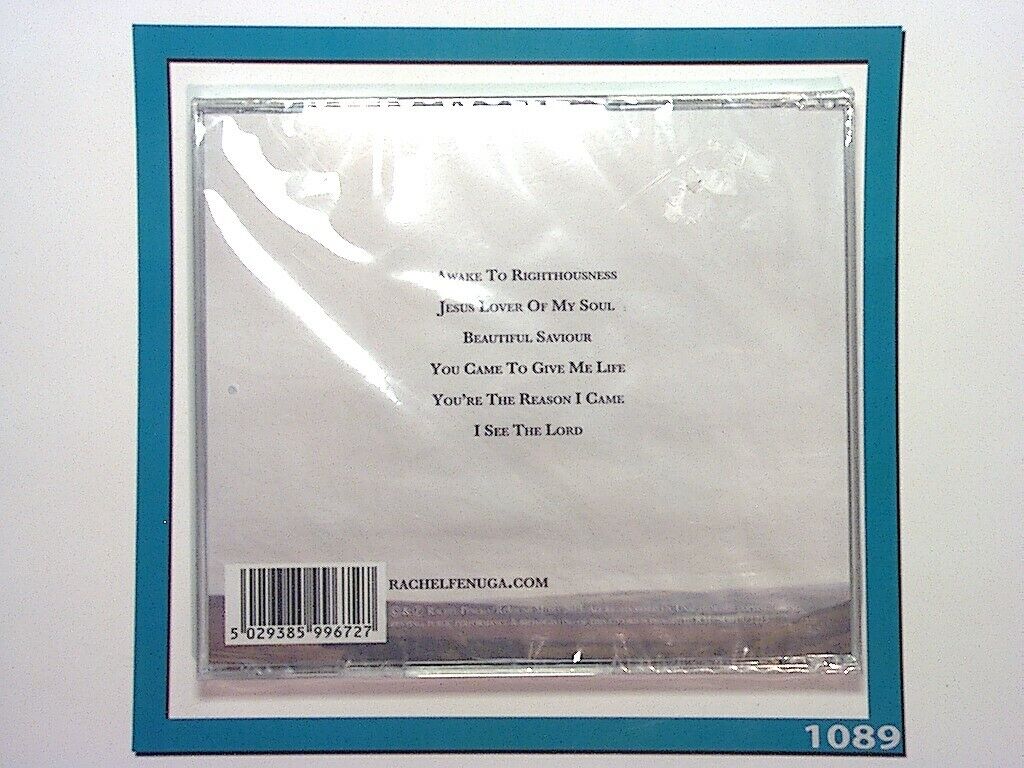 Awake To Righthousness
Jesus Lover Of My Soul
Beautiful Saviour
You Came To Give Me Life
You're The Reason I Came
I See The Lord
RACHELFENUGA.COM
5 029385 996727
1089